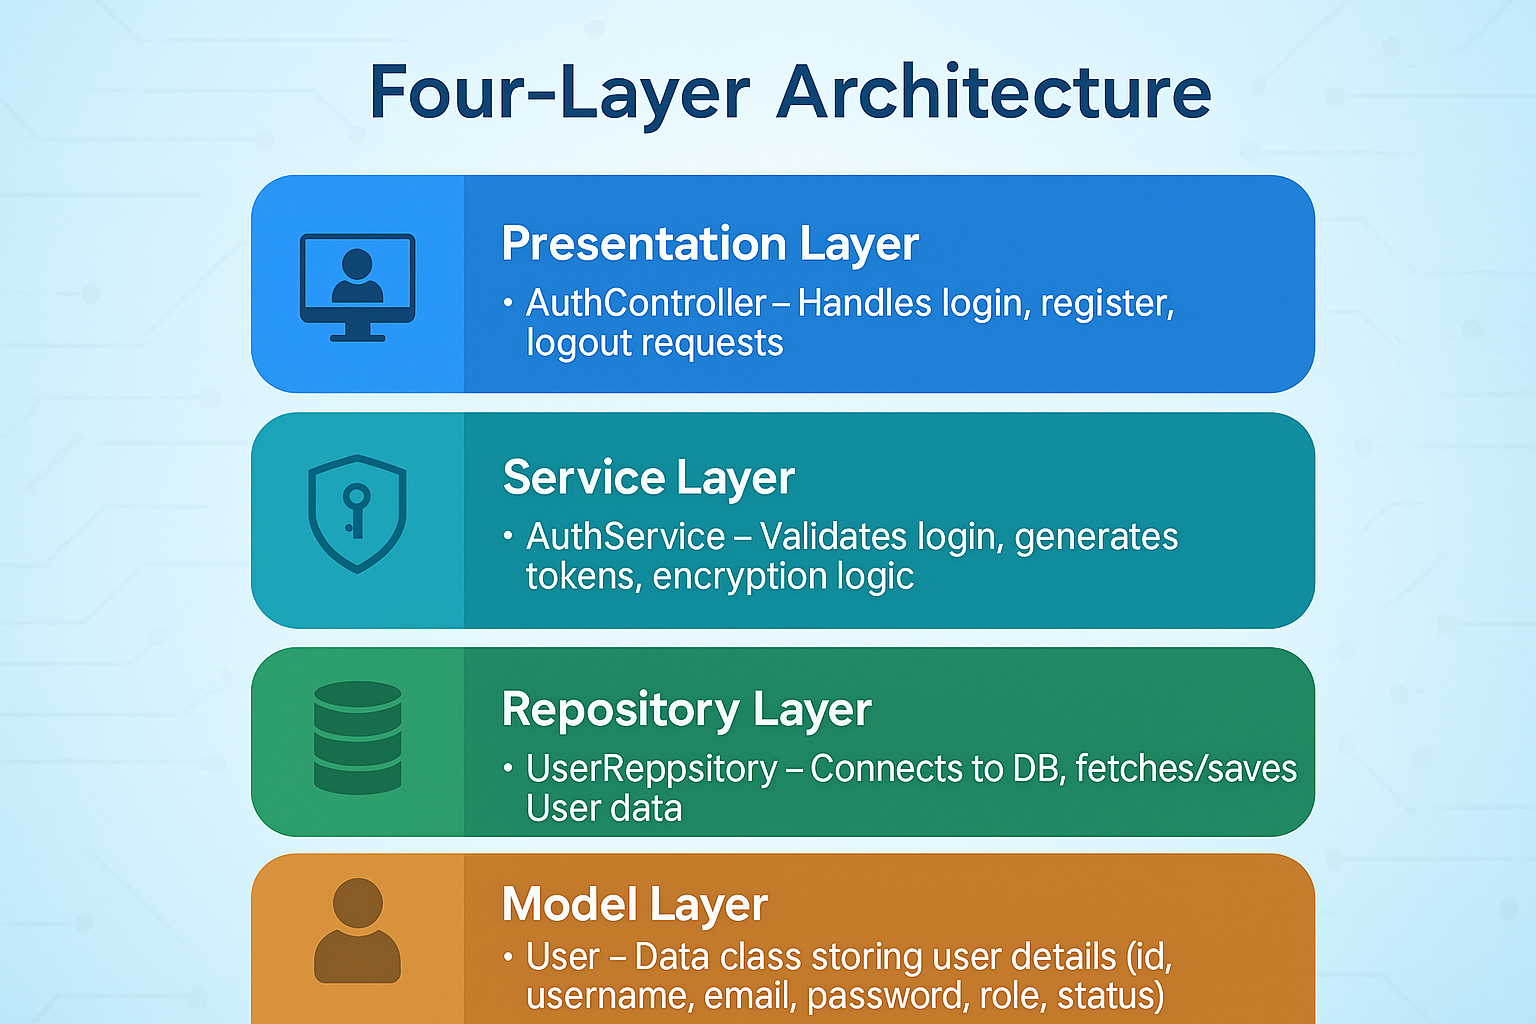 Four-Layer Architecture
Presentation Layer
• AuthController – Handles login, register,
logout requests
Service Layer
• AuthService – Validates login, generates
tokens, encryption logic
Repository Layer
• UserReppsitory – Connects to DB, fetches/saves
User data
Model Layer
• User – Data class storing user details (id,
username, email, password, role, status)